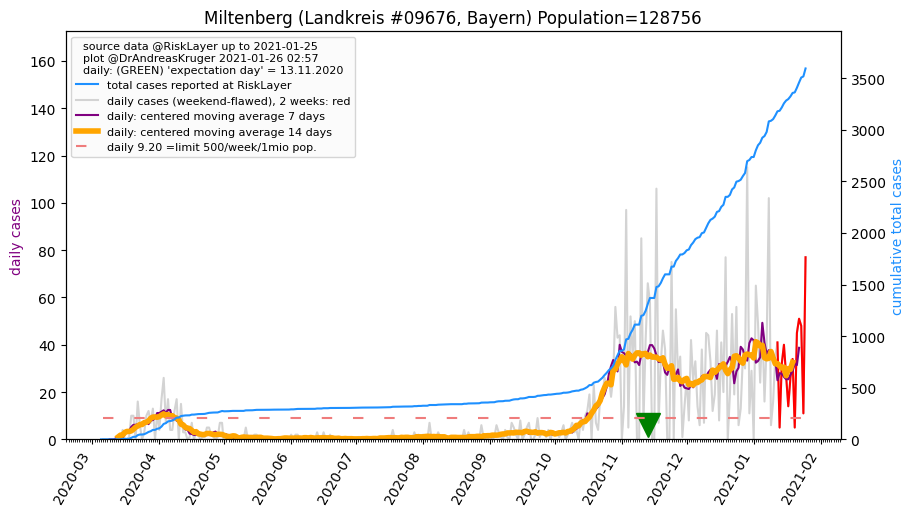 Miltenberg (Landkreis #09676, Bayern) Population=128756
source data @RiskLayer up to 2021-01-25
plot @DrAndreasKruger 2021-01-26 02:57
daily: (GREEN) 'expectation day' = 13.11.2020
total cases reported at RiskLayer
daily cases (weekend-flawed), 2 weeks: red
daily: centered moving average 7 days
daily: centered moving average 14 days
daily 9.20 =limit 500/week/1mio pop.
daily cases
160
140
120
100
80
60
40
20
0
cumulative total cases
3500
3000
2500
2000
1500
1000
500
0
2020-03
2020-04
2020-05
2020-06
2020-07
2020-08
2020-09
2020-10
2020-11
2020-12
2021-01
2021-02